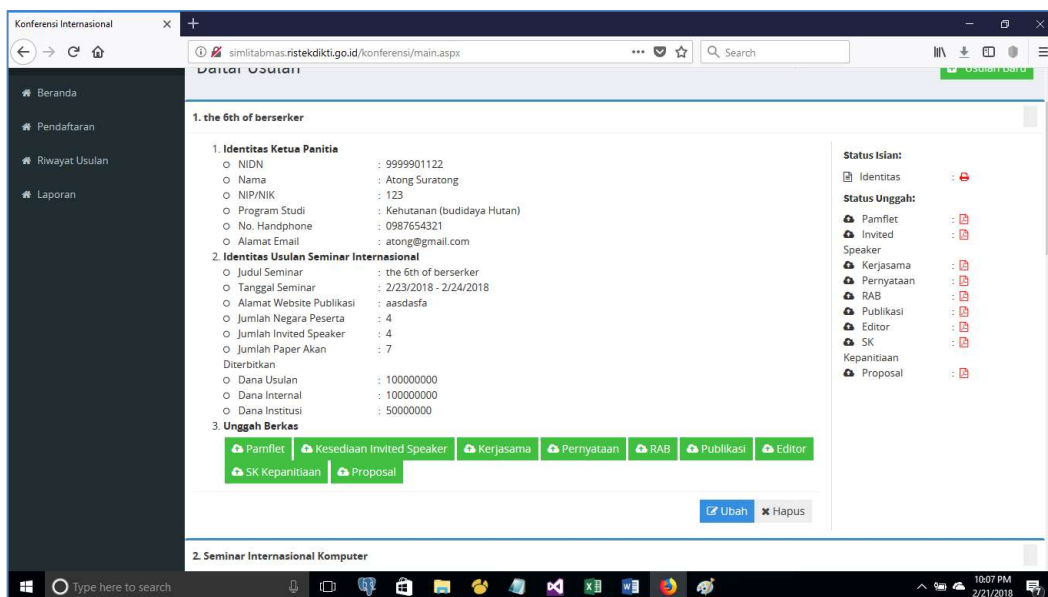 Konferensi Internasional
simlitabmas.ristekdikti.go.id/konferensi/main.aspx
Search
Daftar Usulan
Usulan Baru
Beranda
Pendaftaran
Riwayat Usulan
Laporan
1. the 6th of berserker
1. Identitas Ketua Panitia
NIDN : 9999901122
Nama : Atong Suratong
NIP/NIK : 123
Program Studi : Kehutanan (budidaya Hutan)
No. Handphone : 0987654321
Alamat Email : atong@gmail.com
2. Identitas Usulan Seminar Internasional
Judul Seminar : the 6th of berserker
Tanggal Seminar : 2/23/2018 - 2/24/2018
Alamat Website Publikasi : aasdasfa
Jumlah Negara Peserta : 4
Jumlah Invited Speaker : 4
Jumlah Paper Akan : 7
Diterbitkan
Dana Usulan : 100000000
Dana Internal : 100000000
Dana Institusi : 50000000
3. Unggah Berkas
Pamflet Kesediaan Invited Speaker Kerjasama Pernyataan RAB Publikasi Editor
SK Kepanitiaan Proposal
Ubah Hapus
Status Isian:
Identitas :
Status Unggah:
Pamflet :
Invited :
Speaker
Kerjasama :
Pernyataan :
RAB :
Publikasi :
Editor :
SK :
Kepanitiaan
Proposal :
2. Seminar Internasional Komputer
Type here to search
10:07 PM
2/21/2018